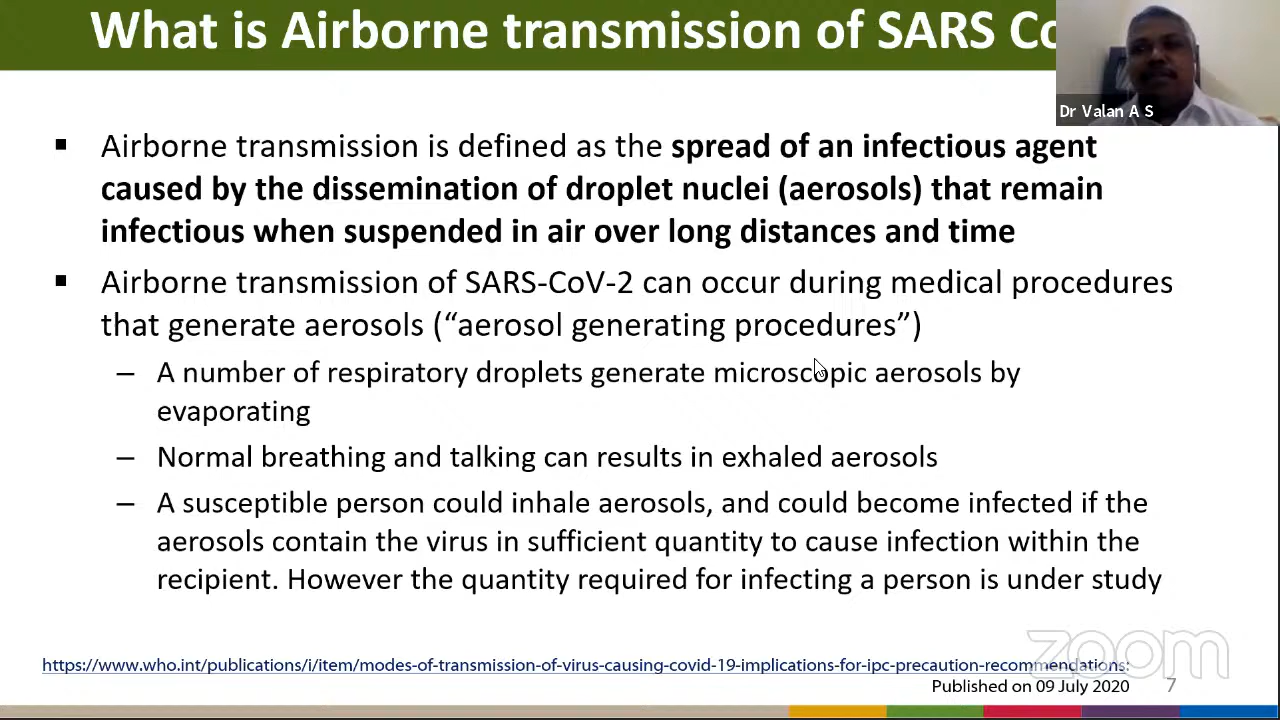 What is Airborne transmission of SARS Co
Dr Valan A S
▪ Airborne transmission is defined as the spread of an infectious agent
caused by the dissemination of droplet nuclei (aerosols) that remain
infectious when suspended in air over long distances and time
▪ Airborne transmission of SARS-CoV-2 can occur during medical procedures
that generate aerosols (“aerosol generating procedures”)
– A number of respiratory droplets generate microscopic aerosols by
evaporating
– Normal breathing and talking can results in exhaled aerosols
– A susceptible person could inhale aerosols, and could become infected if the
aerosols contain the virus in sufficient quantity to cause infection within the
recipient. However the quantity required for infecting a person is under study
zoom
https://www.who.int/publications/i/item/modes-of-transmission-of-virus-causing-covid-19-implications-for-ipc-precaution-recommendations:
Published on 09 July 2020 7